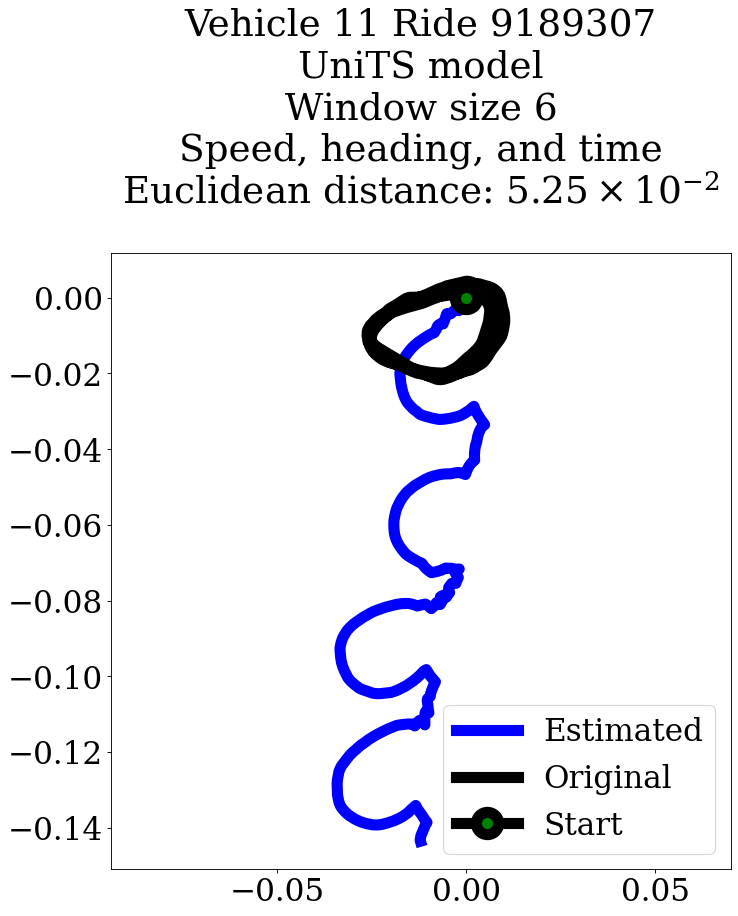 Vehicle 11 Ride 9189307
UniTS model
Window size 6
Speed, heading, and time
Euclidean distance: 5.25 × 10⁻²
0.00
−0.02
−0.04
−0.06
−0.08
−0.10
−0.12
−0.14
Estimated
Original
Start
−0.05 0.00 0.05